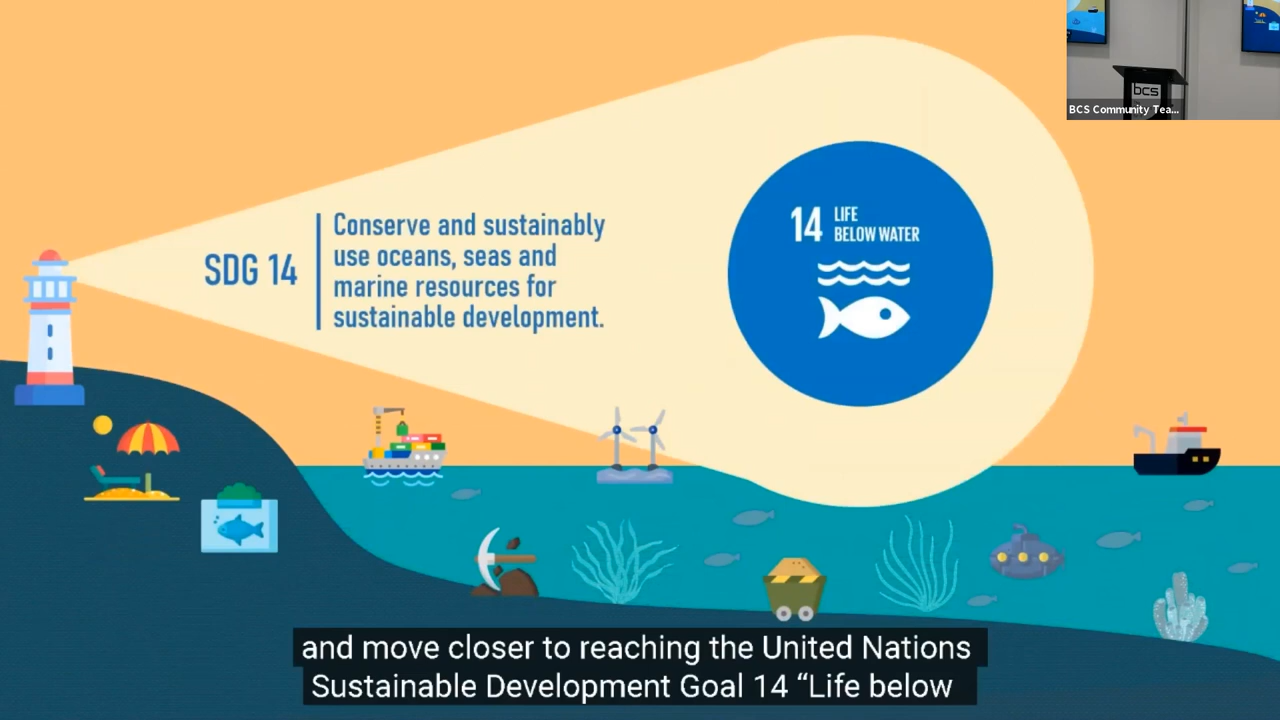 bcs
BCS Community Tea...
14 LIFE
BELOW WATER
SDG 14
Conserve and sustainably
use oceans, seas and
marine resources for
sustainable development.
and move closer to reaching the United Nations
Sustainable Development Goal 14 “Life below